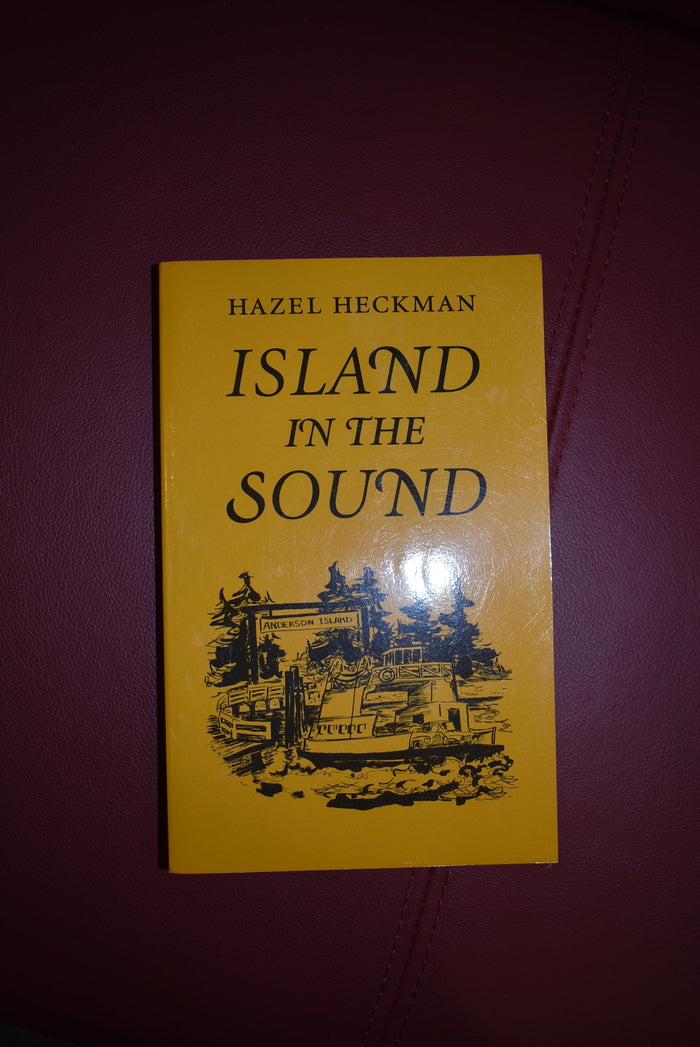 HAZEL HECKMAN
ISLAND
IN THE
SOUND
ANDERSON ISLAND